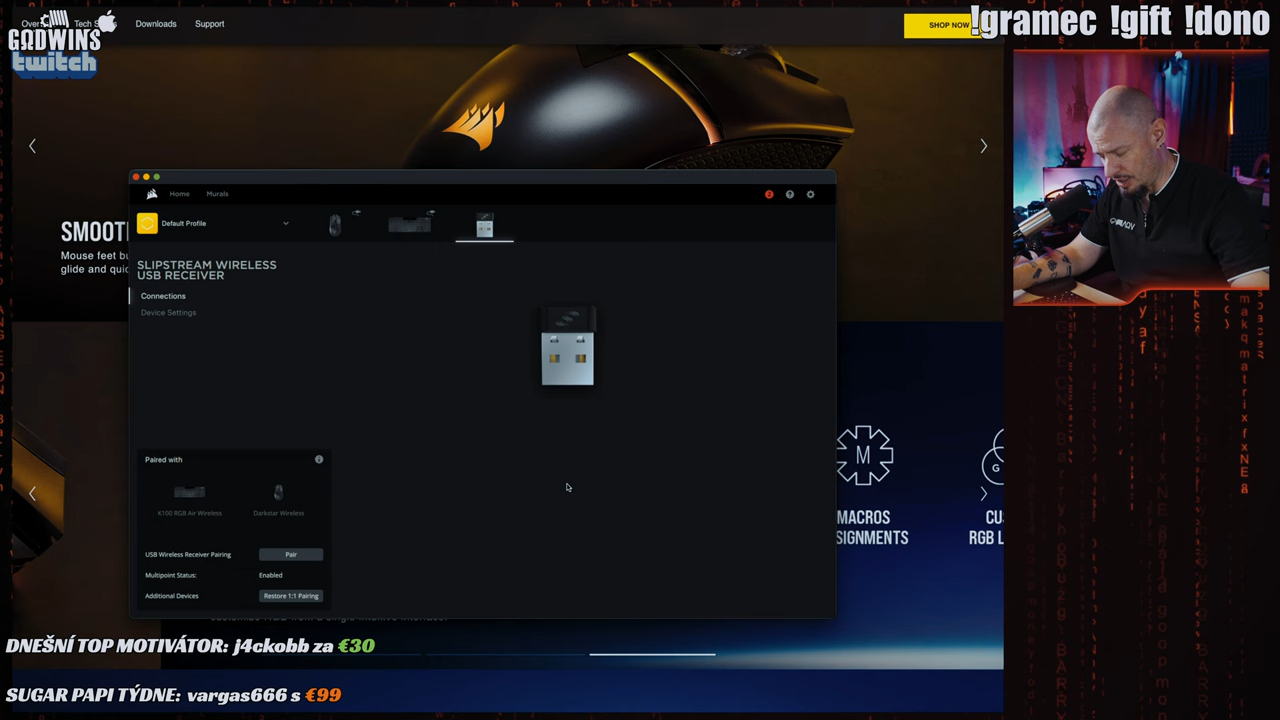 Tech
Downloads
Support
SHOP NOW
!gramec !gift !dono
GODWINS
twitch
SMOOT
Mouse feet bu
glide and quic
Home
Murals
2
Default Profile
SLIPSTREAM WIRELESS
USB RECEIVER
Connections
Device Settings
Paired with
K100 RGB Air Wireless
Darkstar Wireless
USB Wireless Receiver Pairing
Pair
Multipoint Status:
Enabled
Additional Devices
Restore 1:1 Pairing
M
G
MACROS
SIGNMENTS
CU
RGB L
DNEŠNÍ TOP MOTIVÁTOR: j4ckobb za €30
SUGAR PAPI TÝDNE: vargas666 s €99